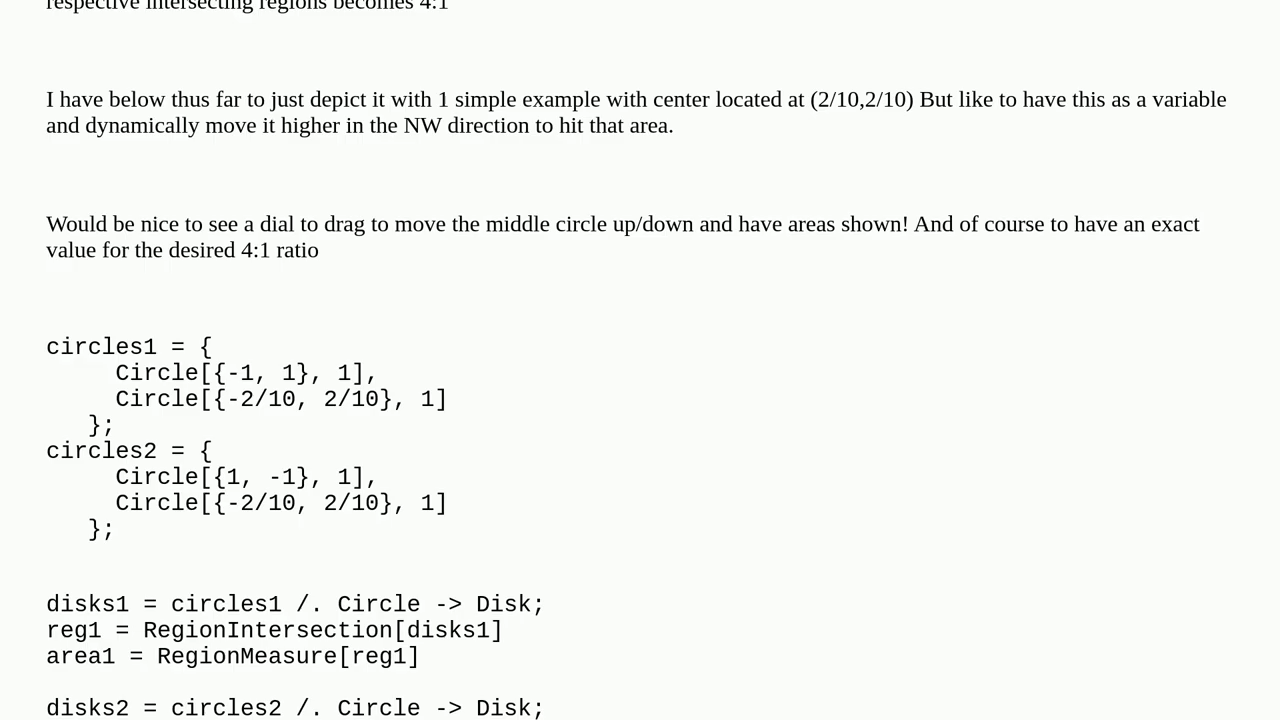 respective intersecting regions becomes 4:1
I have below thus far to just depict it with 1 simple example with center located at (2/10,2/10) But like to have this as a variable
and dynamically move it higher in the NW direction to hit that area.
Would be nice to see a dial to drag to move the middle circle up/down and have areas shown! And of course to have an exact
value for the desired 4:1 ratio
circles1 = {
     Circle[{-1, 1}, 1],
     Circle[{-2/10, 2/10}, 1]
   };
circles2 = {
     Circle[{1, -1}, 1],
     Circle[{-2/10, 2/10}, 1]
   };
disks1 = circles1 /. Circle -> Disk;
reg1 = RegionIntersection[disks1]
area1 = RegionMeasure[reg1]
disks2 = circles2 /. Circle -> Disk;